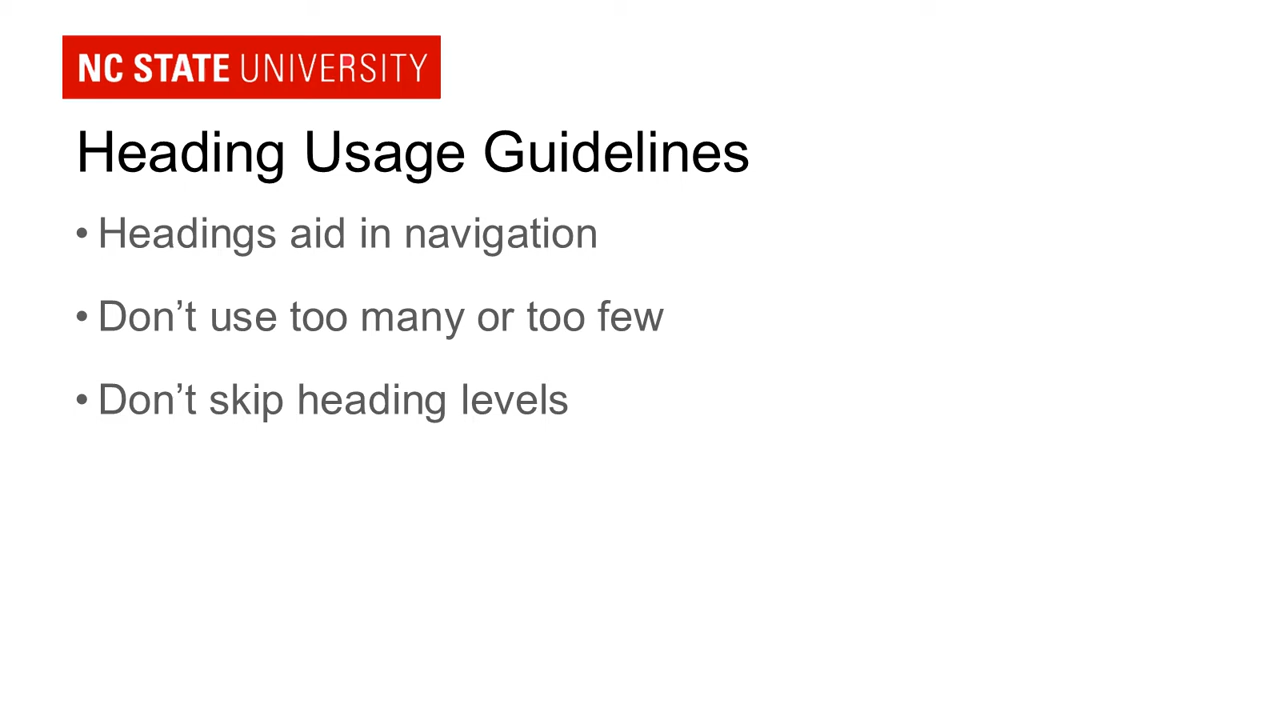 NC STATE UNIVERSITY
Heading Usage Guidelines
• Headings aid in navigation
• Don’t use too many or too few
• Don’t skip heading levels